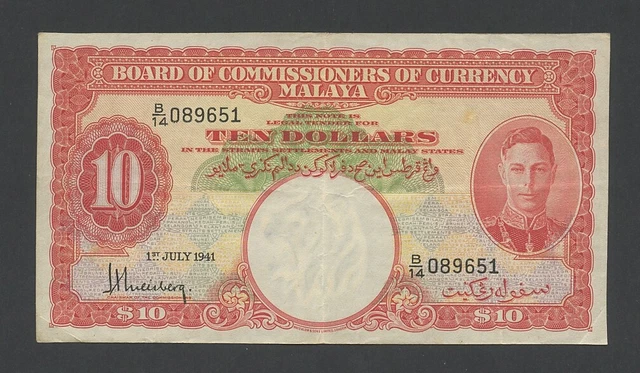 BOARD OF COMMISSIONERS OF CURRENCY
MALAYA
B/14 089651
THIS NOTE IS
LEGAL TENDER FOR
TEN DOLLARS
IN THE STRAITS SETTLEMENTS AND MALAY STATES
10
1ST JULY 1941
B/14 089651
$10
$10